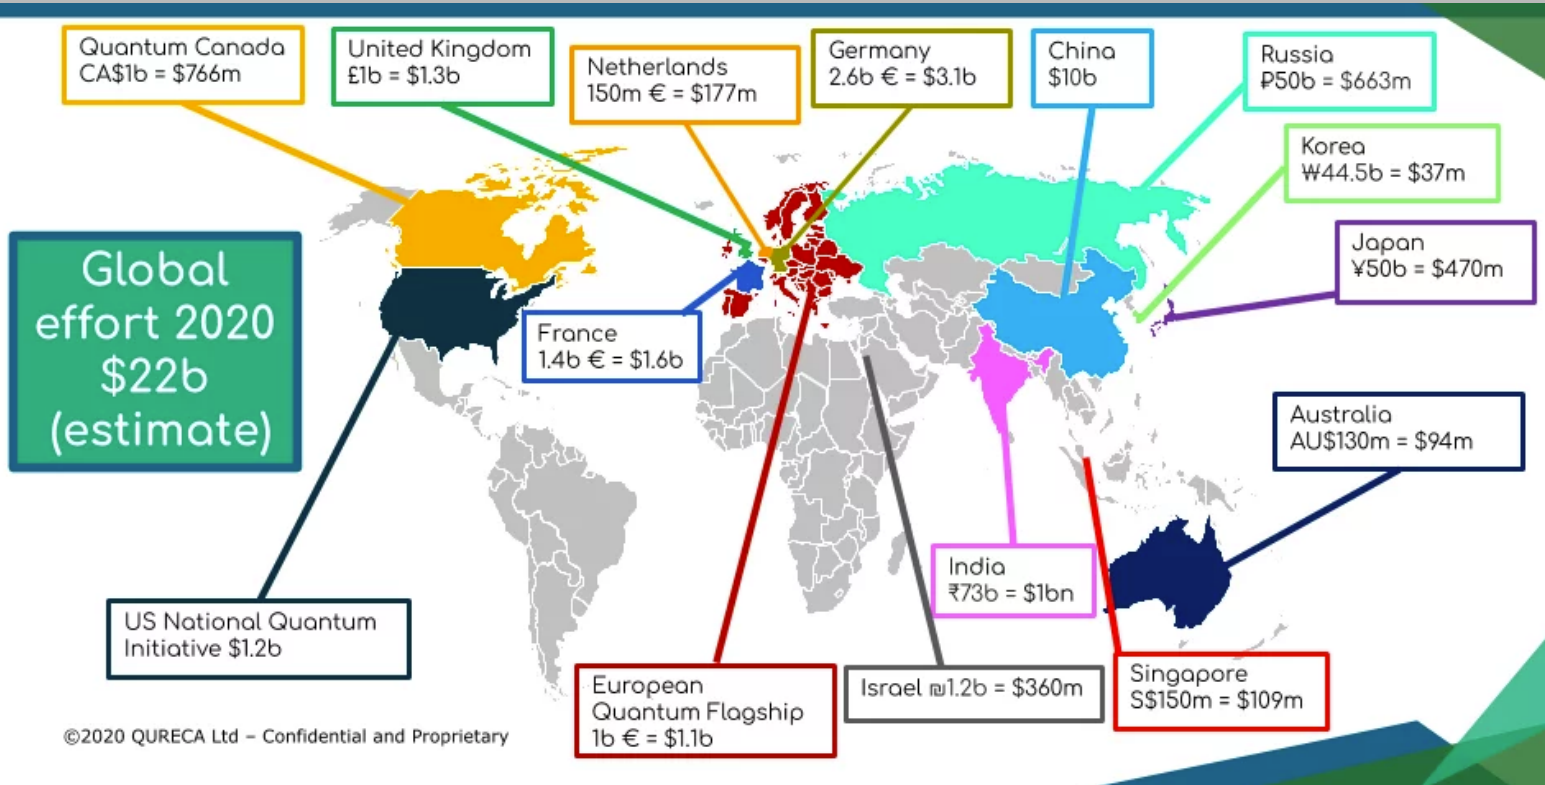 Quantum Canada
CA$1b = $766m
United Kingdom
£1b = $1.3b
Netherlands
150m € = $177m
Germany
2.6b € = $3.1b
China
$10b
Russia
₽50b = $663m
Korea
₩44.5b = $37m
Japan
¥50b = $470m
Global
effort 2020
$22b
(estimate)
France
1.4b € = $1.6b
Australia
AU$130m = $94m
India
₹73b = $1bn
US National Quantum
Initiative $1.2b
European
Quantum Flagship
1b € = $1.1b
Israel ₪1.2b = $360m
Singapore
S$150m = $109m
©2020 QURECA Ltd – Confidential and Proprietary